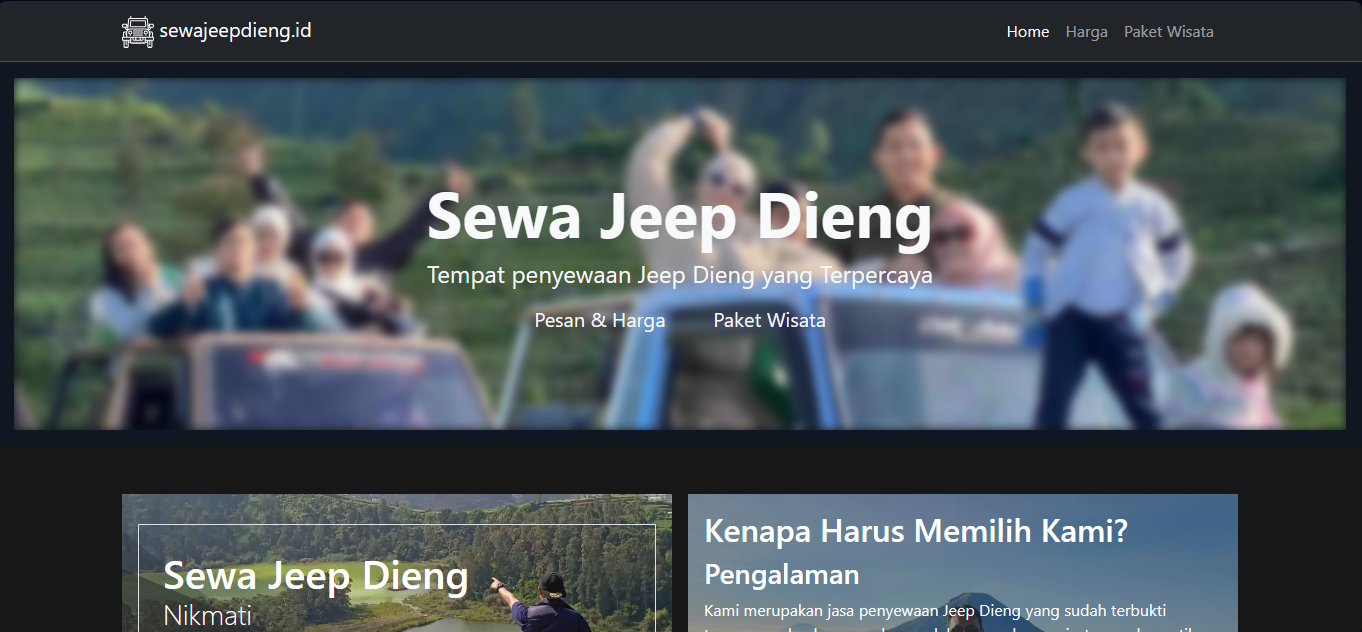 sewajeepdieng.id
Home
Harga
Paket Wisata
Sewa Jeep Dieng
Tempat penyewaan Jeep Dieng yang Terpercaya
Pesan & Harga
Paket Wisata
Sewa Jeep Dieng
Nikmati
Kenapa Harus Memilih Kami?
Pengalaman
Kami merupakan jasa penyewaan Jeep Dieng yang sudah terbukti